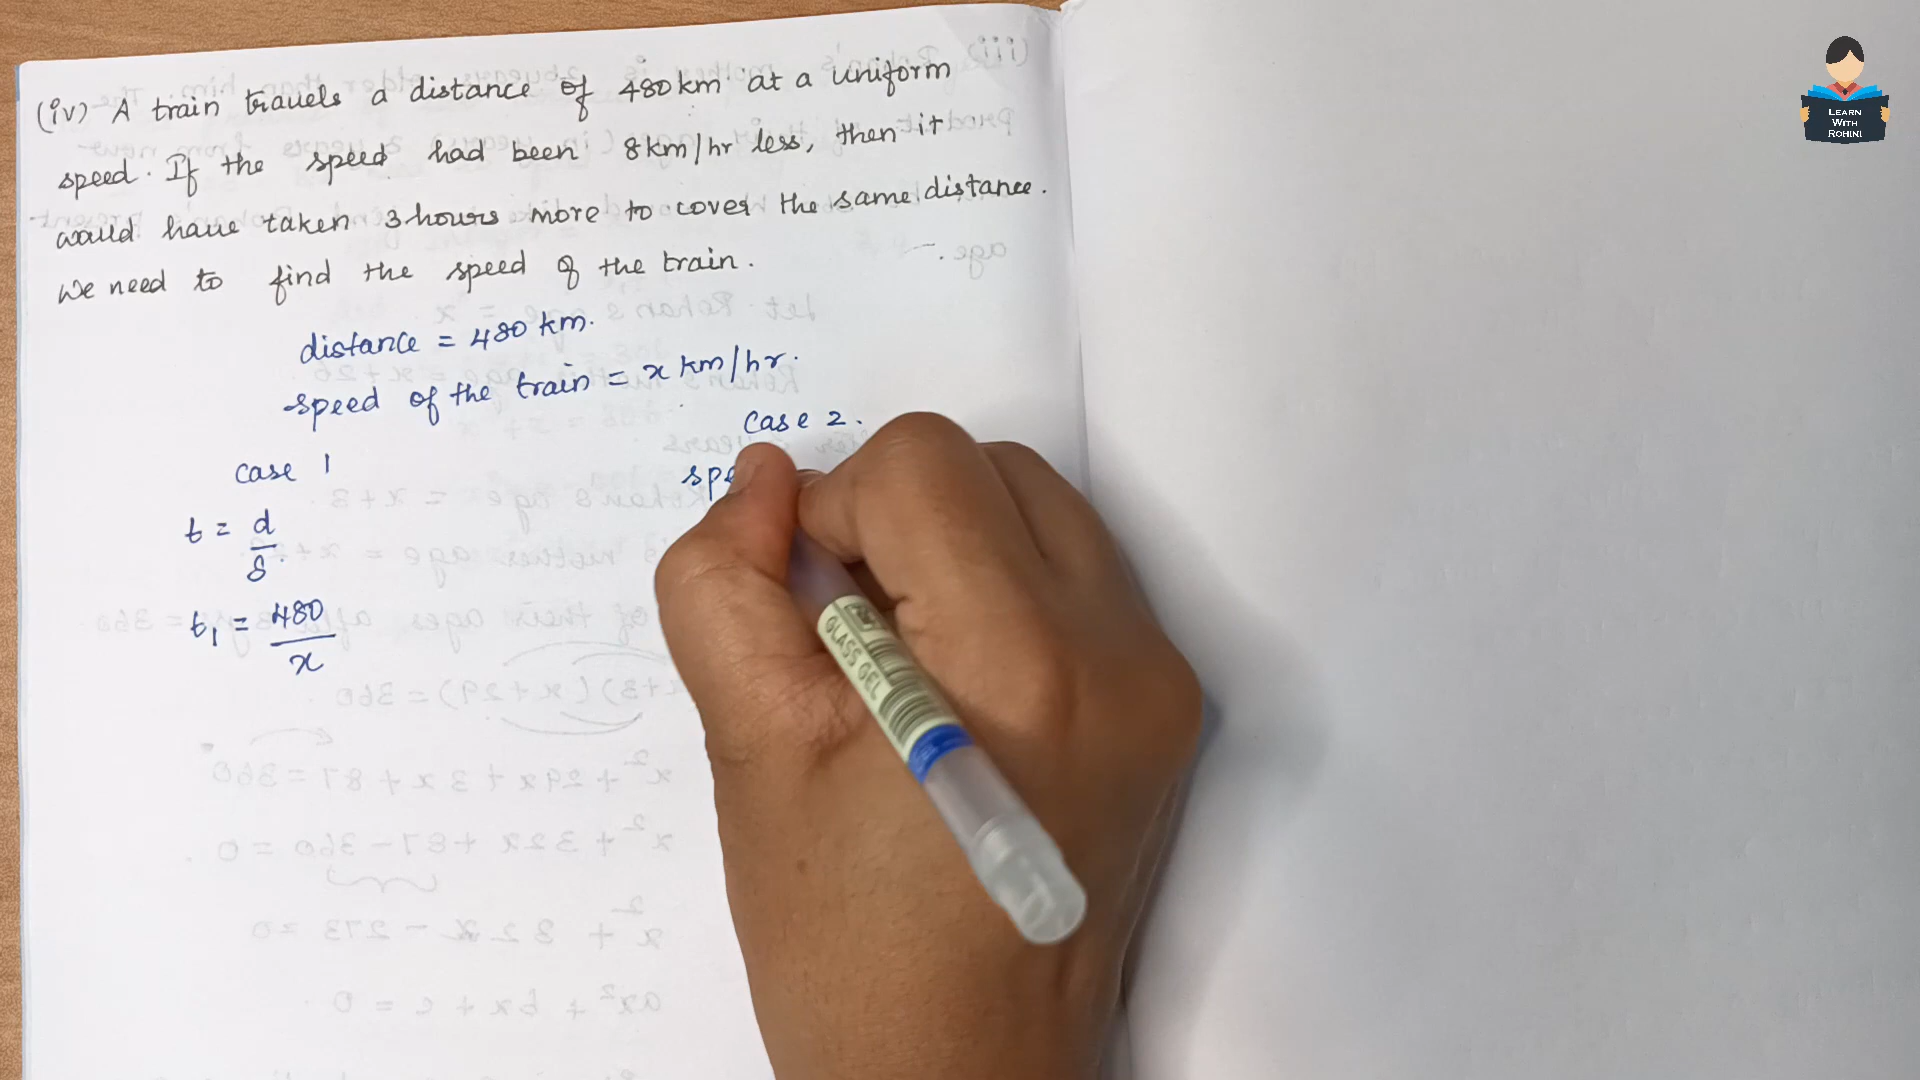 (iv) A train travels a distance of 480 km at a uniform
speed. If the speed had been 8 km/hr less, then it
would have taken 3 hours more to cover the same distance.
We need to find the speed of the train.
distance = 480 km.
speed of the train = x km/hr.
case 1
t = d/s
t₁ = 480/x
case 2.
spe
GLASS GEL
LEARN
WITH
ROHINI